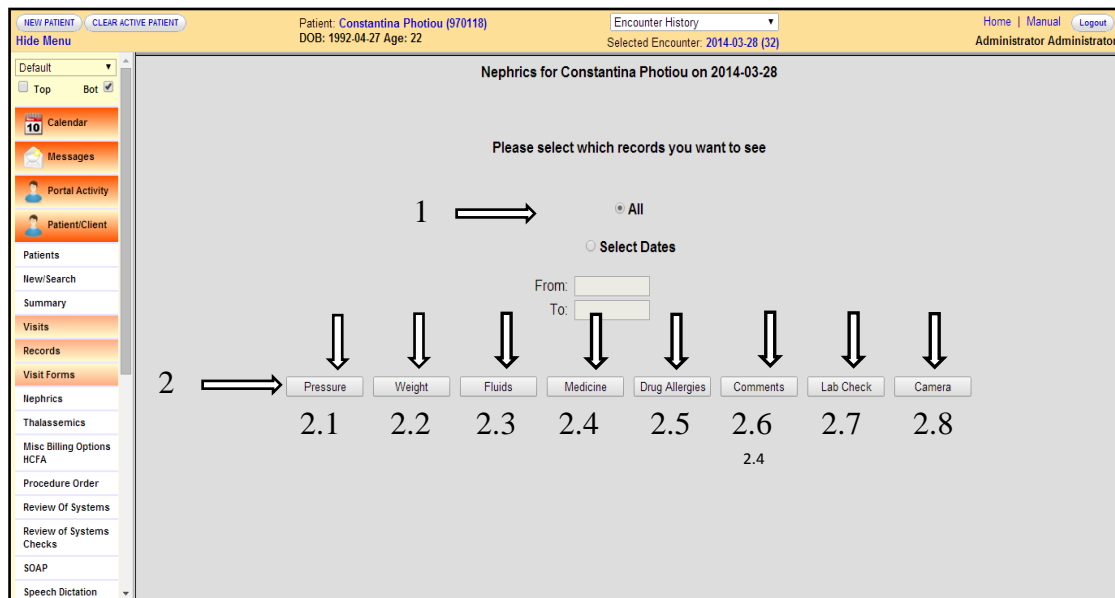 NEW PATIENT CLEAR ACTIVE PATIENT
Hide Menu
Patient: Constantina Photiou (970118)
DOB: 1992-04-27 Age: 22
Encounter History
Selected Encounter: 2014-03-28 (32)
Home | Manual Logout
Administrator Administrator
Default
Top Bot
10 Calendar
Messages
Portal Activity
Patient/Client
Patients
New/Search
Summary
Visits
Records
Visit Forms
Nephrics
Thalassemics
Misc Billing Options
HCFA
Procedure Order
Review Of Systems
Review of Systems
Checks
SOAP
Speech Dictation
Nephrics for Constantina Photiou on 2014-03-28
Please select which records you want to see
1 All
Select Dates
From:
To:
2 Pressure Weight Fluids Medicine Drug Allergies Comments Lab Check Camera
2.1 2.2 2.3 2.4 2.5 2.6 2.7 2.8
2.4